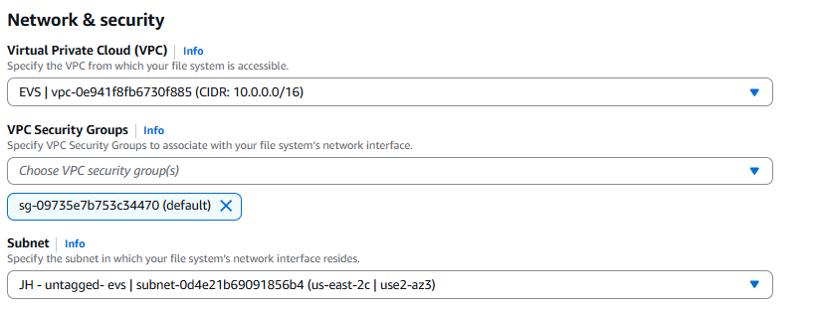 Network & security
Virtual Private Cloud (VPC) | Info
Specify the VPC from which your file system is accessible.
EVS | vpc-0e941f8fb6730f885 (CIDR: 10.0.0.0/16)
VPC Security Groups | Info
Specify VPC Security Groups to associate with your file system's network interface.
Choose VPC security group(s)
sg-09735e7b753c34470 (default)
Subnet | Info
Specify the subnet in which your file system's network interface resides.
JH - untagged- evs | subnet-0d4e21b69091856b4 (us-east-2c | use2-az3)